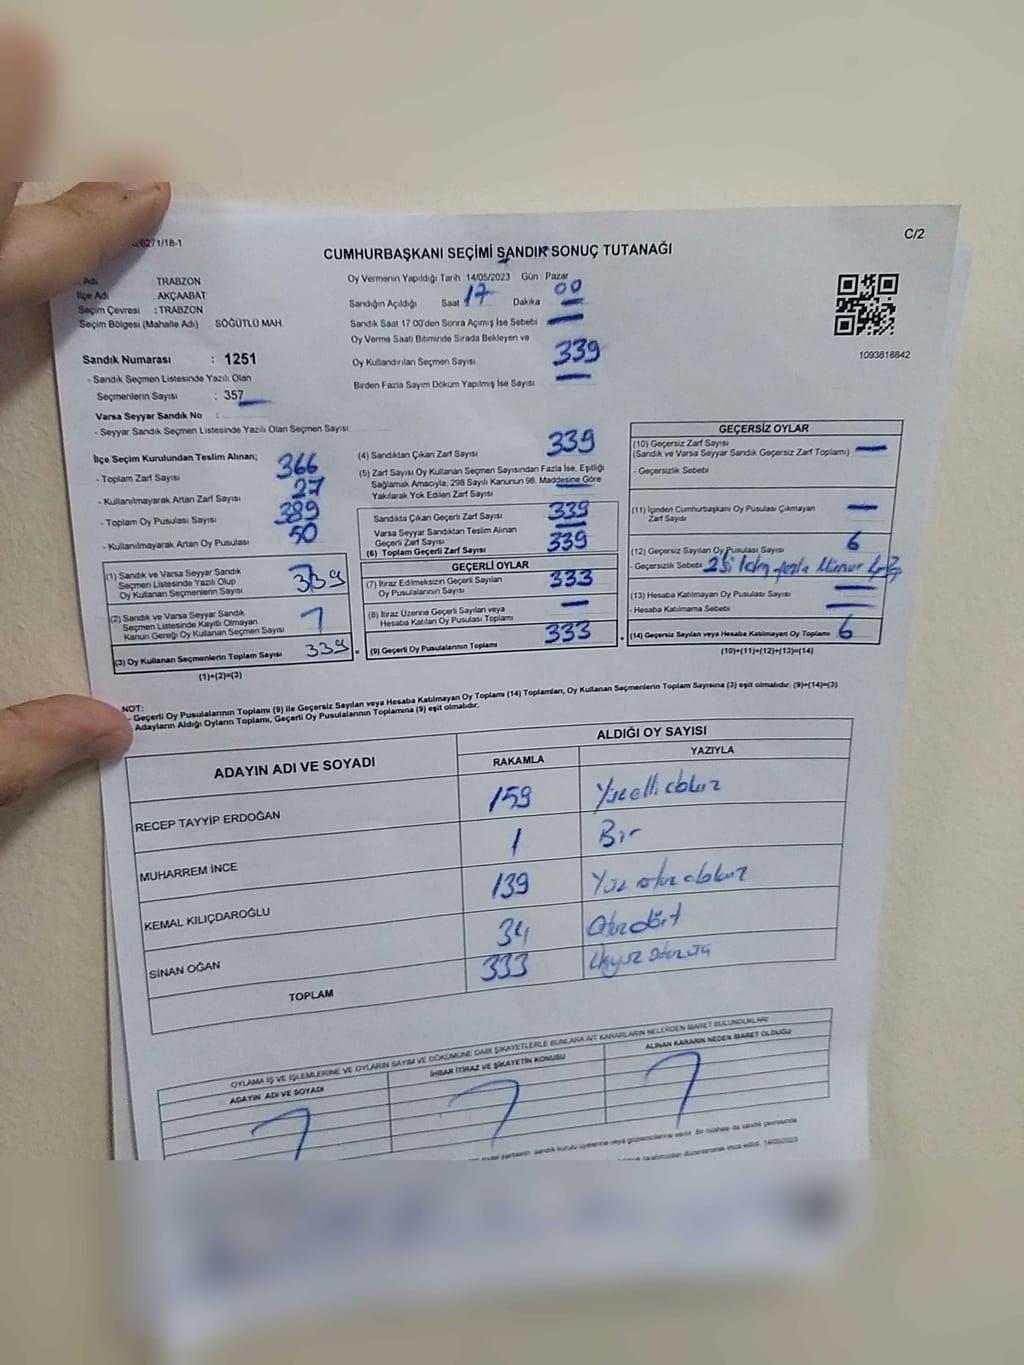 6271/18-1
C/2
CUMHURBAŞKANI SEÇİMİ SANDIK SONUÇ TUTANAĞI
Adı TRABZON
İlçe Adı : AKÇAABAT
Seçim Çevresi : TRABZON
Seçim Bölgesi (Mahalle Adı) SÖĞÜTLÜ MAH.
Oy Vermenin Yapıldığı Tarih 14/05/2023 Gün Pazar
Sandığın Açıldığı Saat 17 Dakika 00
Sandık Saat 17 00'den Sonra Açımış İse Sebebi
Oy Verme Saati Bitiminde Sırada Bekleyen ve
Oy Kullandırılan Seçmen Sayısı 339
Birden Fazla Sayım Döküm Yapılmış İse Sayısı
1093818842
Sandık Numarası : 1251
- Sandık Seçmen Listesinde Yazılı Olan
Seçmenlerin Sayısı : 357
Varsa Seyyar Sandık No :
- Seyyar Sandık Seçmen Listesinde Yazılı Olan Seçmen Sayısı
İlçe Seçim Kurulundan Teslim Alınan;
- Toplam Zarf Sayısı 366
- Kullanılmayarak Artan Zarf Sayısı 27
- Toplam Oy Pusulası Sayısı 389
- Kullanılmayarak Artan Oy Pusulası 50
(1) Sandık ve Varsa Seyyar Sandık
Seçmen Listesinde Yazılı Olup
Oy Kullanan Seçmenlerin Sayısı 339
(2) Sandık ve Varsa Seyyar Sandık
Seçmen Listesinde Kayıtlı Olmayan
Kanun Gereği Oy Kullanan Seçmen Sayısı
(3) Oy Kullanan Seçmenlerin Toplam Sayısı 339
(1)+(2)=(3)
(4) Sandıktan Çıkan Zarf Sayısı 339
(5) Zarf Sayısı Oy Kullanan Seçmen Sayısından Fazla İse, Eşitliği
Sağlamak Amacıyla, 298 Sayılı Kanunun 98. Maddesine Göre
Yakılarak Yok Edilen Zarf Sayısı
Sandıkta Çıkan Geçerli Zarf Sayısı 339
Varsa Seyyar Sandıktan Teslim Alınan
Geçerli Zarf Sayısı
(6) Toplam Geçerli Zarf Sayısı 339
GEÇERLİ OYLAR
(7) İtiraz Edilmeksizin Geçerli Sayılan
Oy Pusulalarının Sayısı 333
(8) İtiraz Üzerine Geçerli Sayılan veya
Hesaba Katılan Oy Pusulası Toplamı
(9) Geçerli Oy Pusulalarının Toplamı 333
GEÇERSİZ OYLAR
(10) Geçersiz Zarf Sayısı
(Sandık ve Varsa Seyyar Sandık Geçersiz Zarf Toplamı)
- Geçersizlik Sebebi
(11) İçinden Cumhurbaşkanı Oy Pusulası Çıkmayan
Zarf Sayısı
(12) Geçersiz Sayılan Oy Pusulası Sayısı 6
- Geçersizlik Sebebi
(13) Hesaba Katılmayan Oy Pusulası Sayısı
- Hesaba Katılmama Sebebi
(14) Geçersiz Sayılan veya Hesaba Katılmayan Oy Toplamı 6
(10)+(11)+(12)+(13)=(14)
NOT:
- Geçerli Oy Pusulalarının Toplamı (9) ile Geçersiz Sayılan veya Hesaba Katılmayan Oy Toplamı (14) Toplamları, Oy Kullanan Seçmenlerin Toplam Sayısına (3) eşit olmalıdır. (9)+(14)=(3)
- Adayların Aldığı Oyların Toplamı, Geçerli Oy Pusulalarının Toplamına (9) eşit olmalıdır.
ADAYIN ADI VE SOYADI
ALDIĞI OY SAYISI
RAKAMLA YAZIYLA
RECEP TAYYİP ERDOĞAN 159 Yüzellidokuz
MUHARREM İNCE 1 Bir
KEMAL KILIÇDAROĞLU 139 Yüz otuz dokuz
SİNAN OĞAN 34 Otuzdört
TOPLAM 333
OYLAMA İŞ VE İŞLEMLERİNE VE OYLARIN SAYIM VE DÖKÜMÜNE DAİR ŞİKAYETLERLE BUNLARA AİT KARARLARIN NELERDEN İBARET BULUNDUKLARI
ADAYIN ADI VE SOYADI
İHBAR İTİRAZ VE ŞİKAYETİN KONUSU
ALINAN KARARIN NEDEN İBARET OLDUĞU